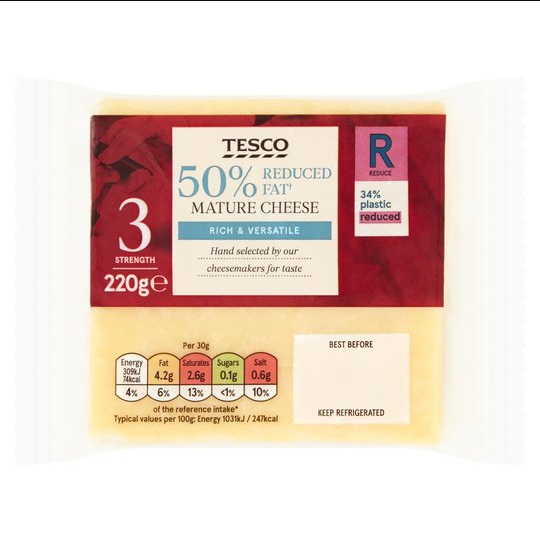 TESCO
50% REDUCED
FAT†
MATURE CHEESE
RICH & VERSATILE
Hand selected by our
cheesemakers for taste
3
STRENGTH
220g℮
R
REDUCE
34%
plastic
reduced
Per 30g
Energy
309kJ
74kcal
4%
Fat
4.2g
6%
Saturates
2.6g
13%
Sugars
0.1g
<1%
Salt
0.6g
10%
of the reference intake*
Typical values per 100g: Energy 1031kJ / 247kcal
BEST BEFORE
KEEP REFRIGERATED